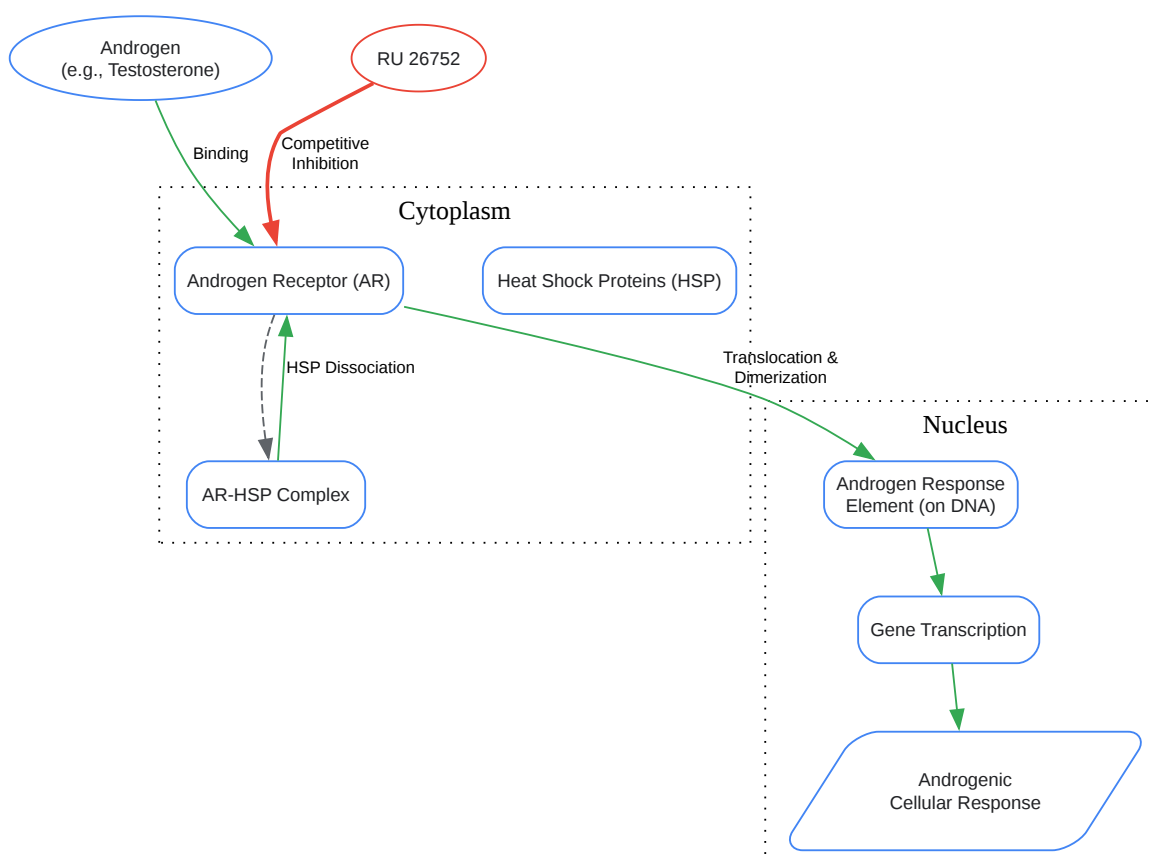 Androgen
(e.g., Testosterone)
RU 26752
Binding
Competitive
Inhibition
Cytoplasm
Androgen Receptor (AR)
Heat Shock Proteins (HSP)
HSP Dissociation
Translocation &
Dimerization
AR-HSP Complex
Nucleus
Androgen Response
Element (on DNA)
Gene Transcription
Androgenic
Cellular Response